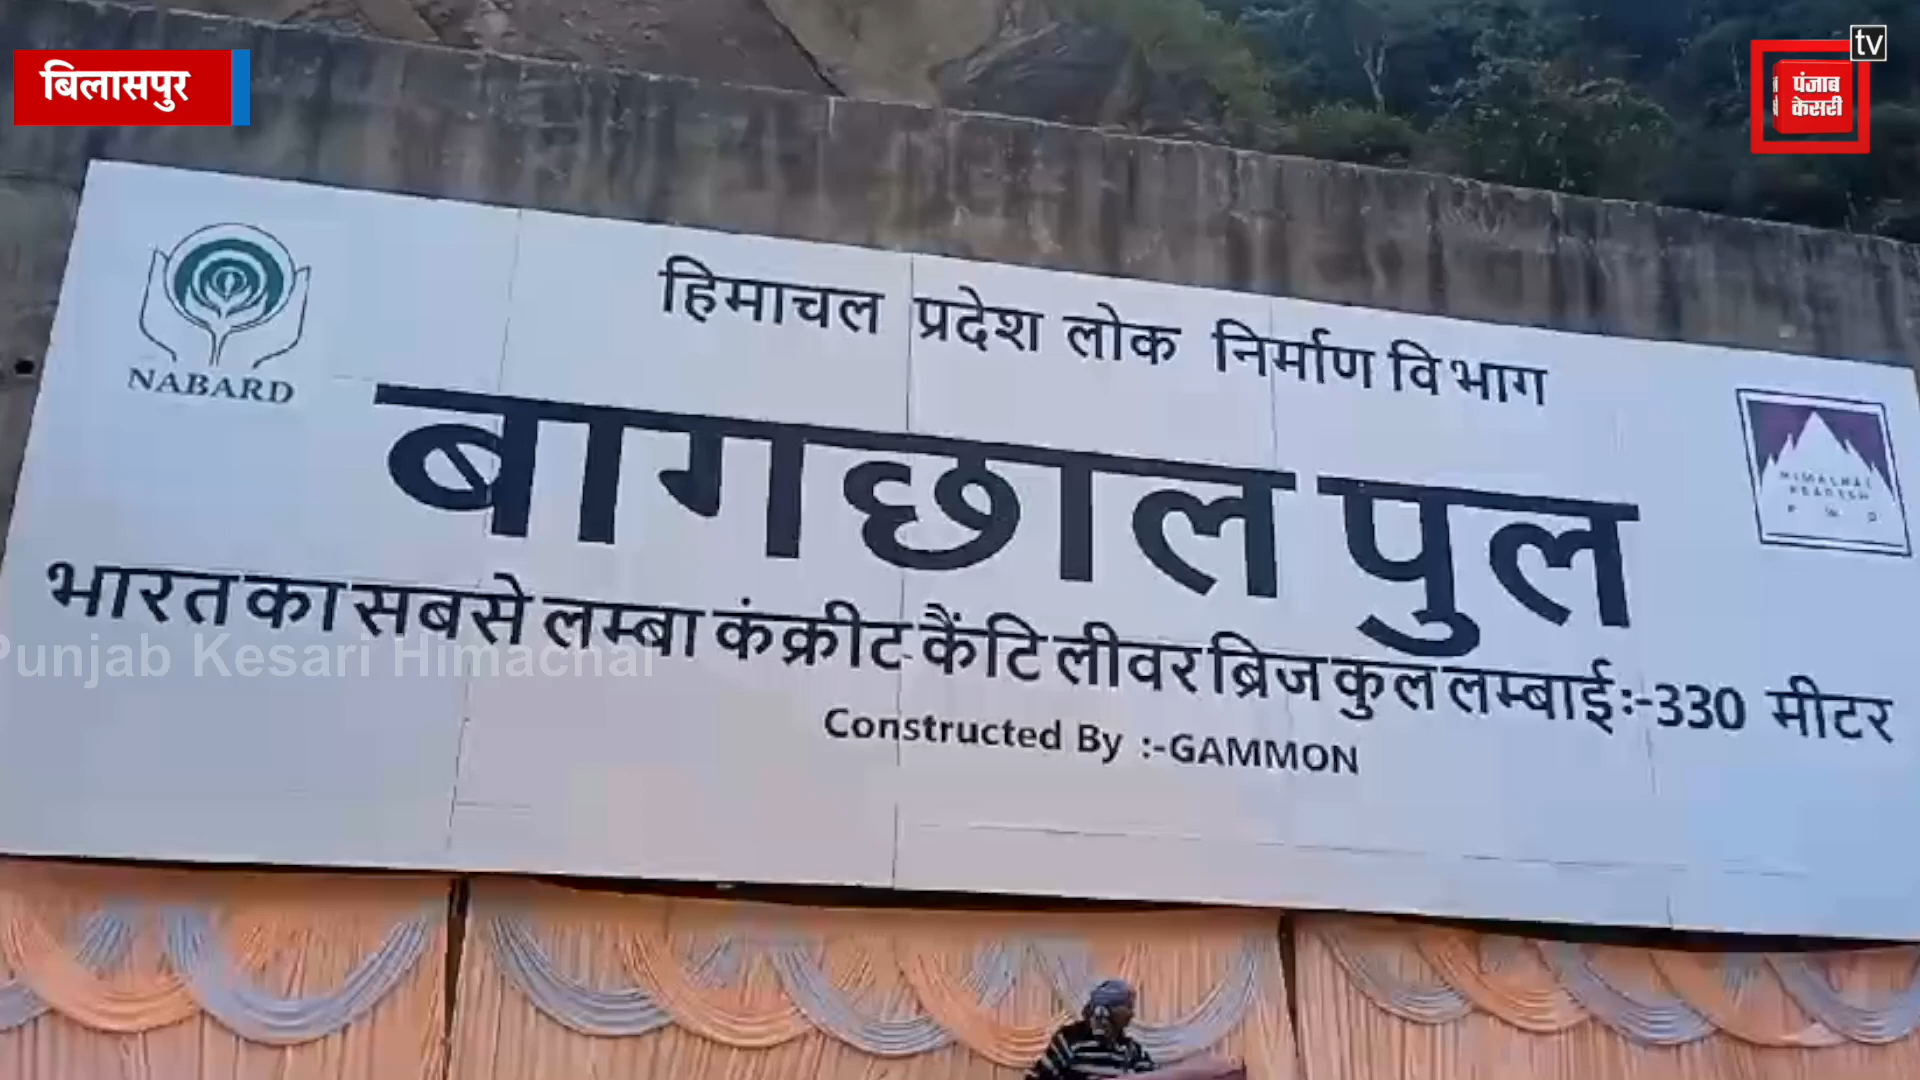 बिलासपुर
tv
पंजाब
केसरी
हिमाचल प्रदेश लोक निर्माण विभाग
NABARD
बागछाल पुल
HIMACHAL
PRADESH
P W D
भारत का सबसे लम्बा कंक्रीट कैंटिलीवर ब्रिज कुल लम्बाई:-330 मीटर
Punjab Kesari Himachal
Constructed By :-GAMMON